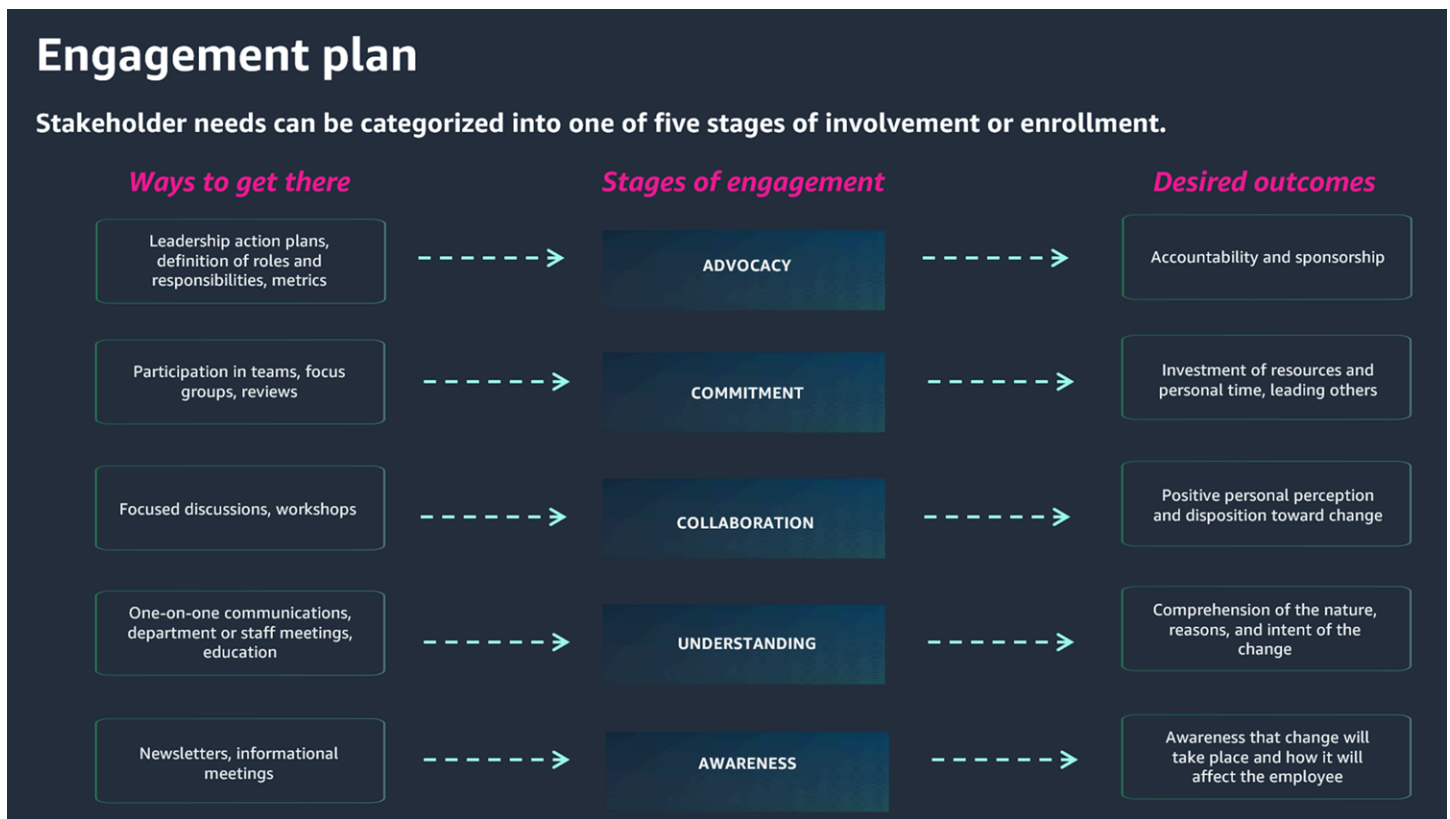 Engagement plan
Stakeholder needs can be categorized into one of five stages of involvement or enrollment.
Ways to get there
Stages of engagement
Desired outcomes
Leadership action plans,
definition of roles and
responsibilities, metrics
ADVOCACY
Accountability and sponsorship
Participation in teams, focus
groups, reviews
COMMITMENT
Investment of resources and
personal time, leading others
Focused discussions, workshops
COLLABORATION
Positive personal perception
and disposition toward change
One-on-one communications,
department or staff meetings,
education
UNDERSTANDING
Comprehension of the nature,
reasons, and intent of the
change
Newsletters, informational
meetings
AWARENESS
Awareness that change will
take place and how it will
affect the employee